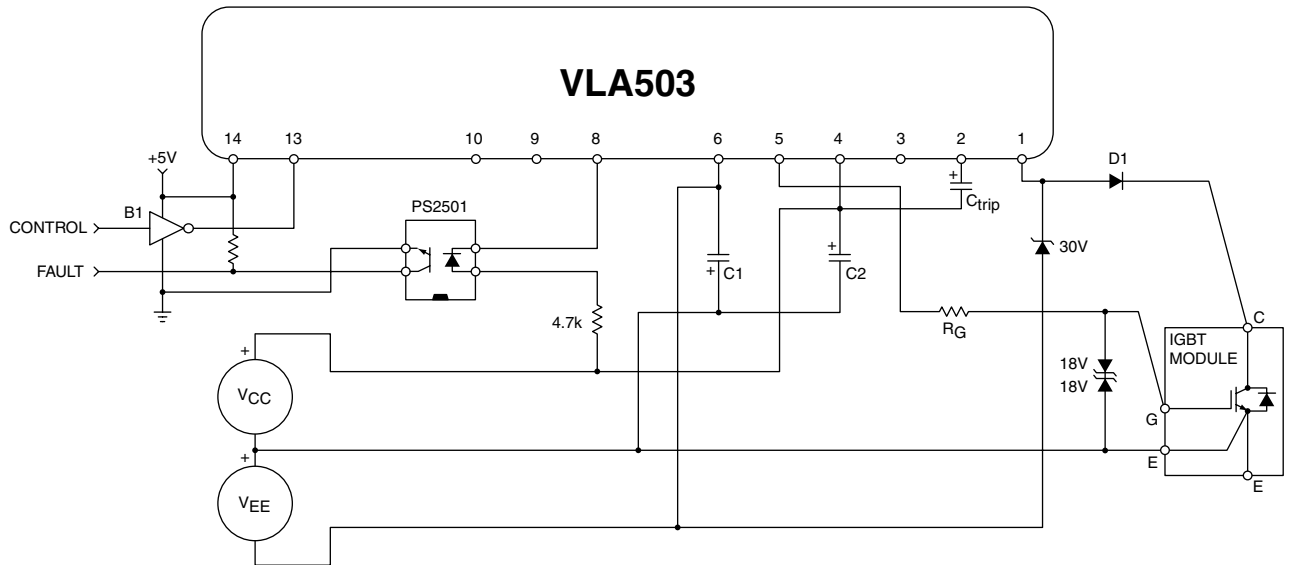 VLA503
14 13 10 9 8 6 5 4 3 2 1
+5V
D1
+
Ctrip
B1
PS2501
CONTROL
+
30V
FAULT
+ C1
C2
4.7k
RG
C
IGBT
MODULE
+
18V
18V
VCC
G
+
E
VEE
E